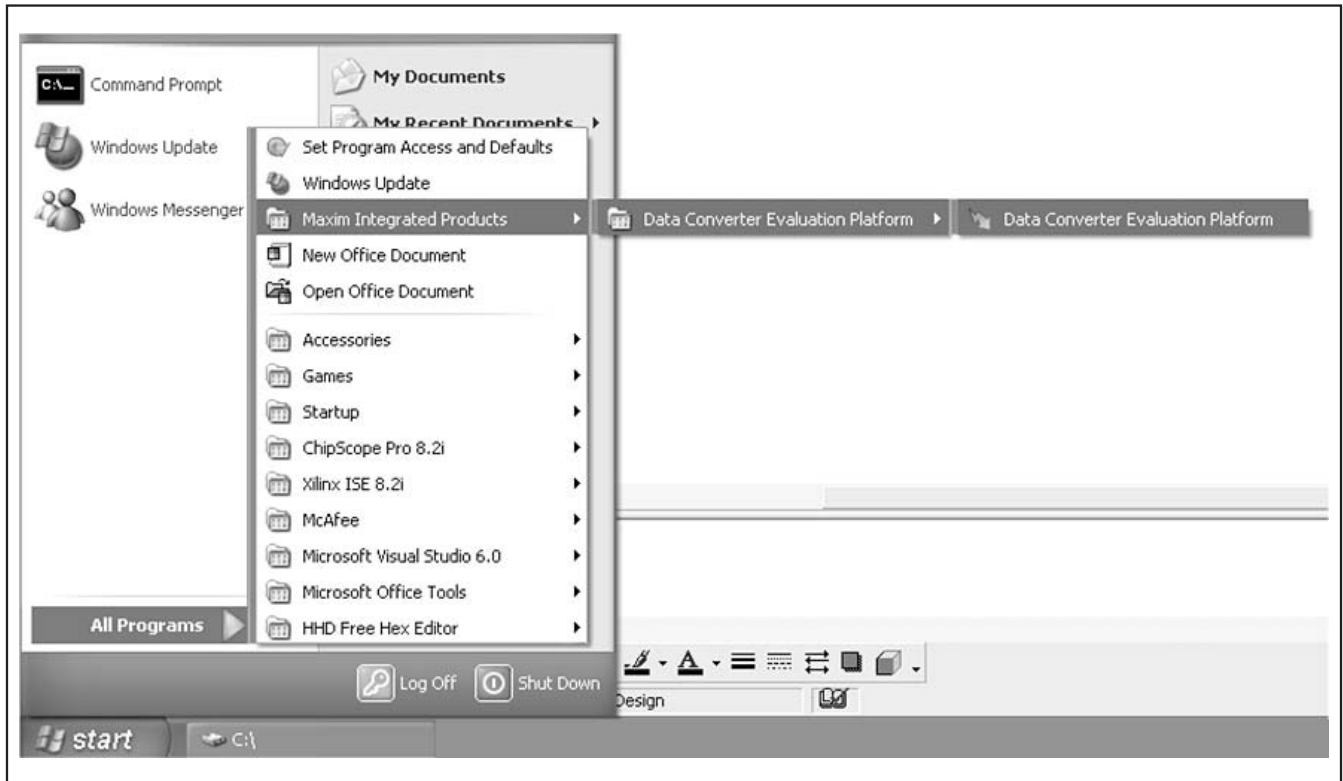 C:\_ Command Prompt
Windows Update
Windows Messenger
My Documents
My Recent Documents
Set Program Access and Defaults
Windows Update
Maxim Integrated Products
Data Converter Evaluation Platform
Data Converter Evaluation Platform
New Office Document
Open Office Document
Accessories
Games
Startup
ChipScope Pro 8.2i
Xilinx ISE 8.2i
McAfee
Microsoft Visual Studio 6.0
Microsoft Office Tools
HHD Free Hex Editor
All Programs
Log Off
Shut Down
A
Design
start
C:\